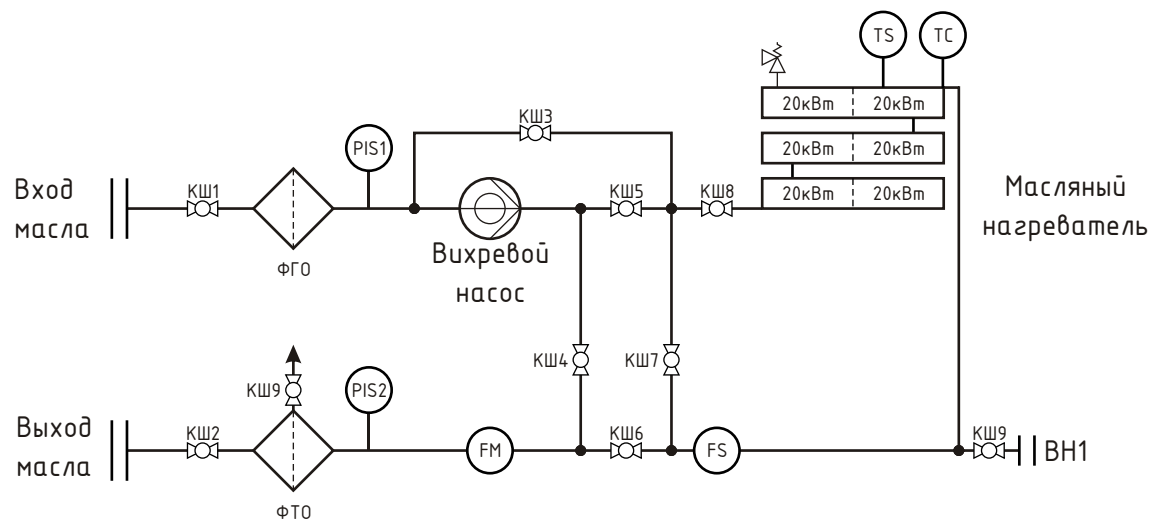 TS
TC
20кВт
20кВт
КШ3
PIS1
20кВт
20кВт
Вход
масла
КШ1
КШ5
КШ8
20кВт
20кВт
Масляный
нагреватель
ФГО
Вихревой
насос
КШ4
КШ7
КШ9
PIS2
Выход
масла
КШ2
FM
КШ6
FS
КШ9
ВН1
ФТО